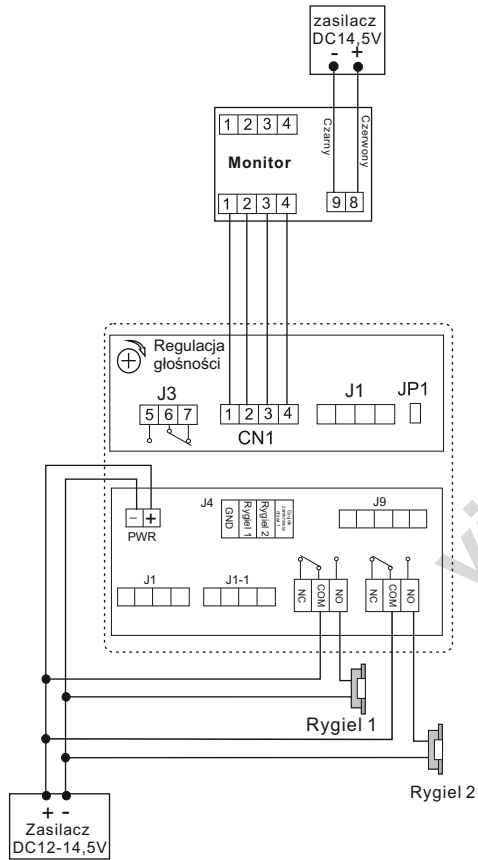 zasilacz
DC14,5V
- +
Czarny
Czerwony
1 2 3 4
Monitor
1 2 3 4
9 8
Regulacja
głośności
J3
J1
JP1
5 6 7
1 2 3 4
CN1
- +
PWR
J4
GND
Rygiel 1
Rygiel 2
J9
J1
J1-1
NC
COM
NO
NC
COM
NO
Rygiel 1
Rygiel 2
+ -
Zasilacz
DC12-14,5V